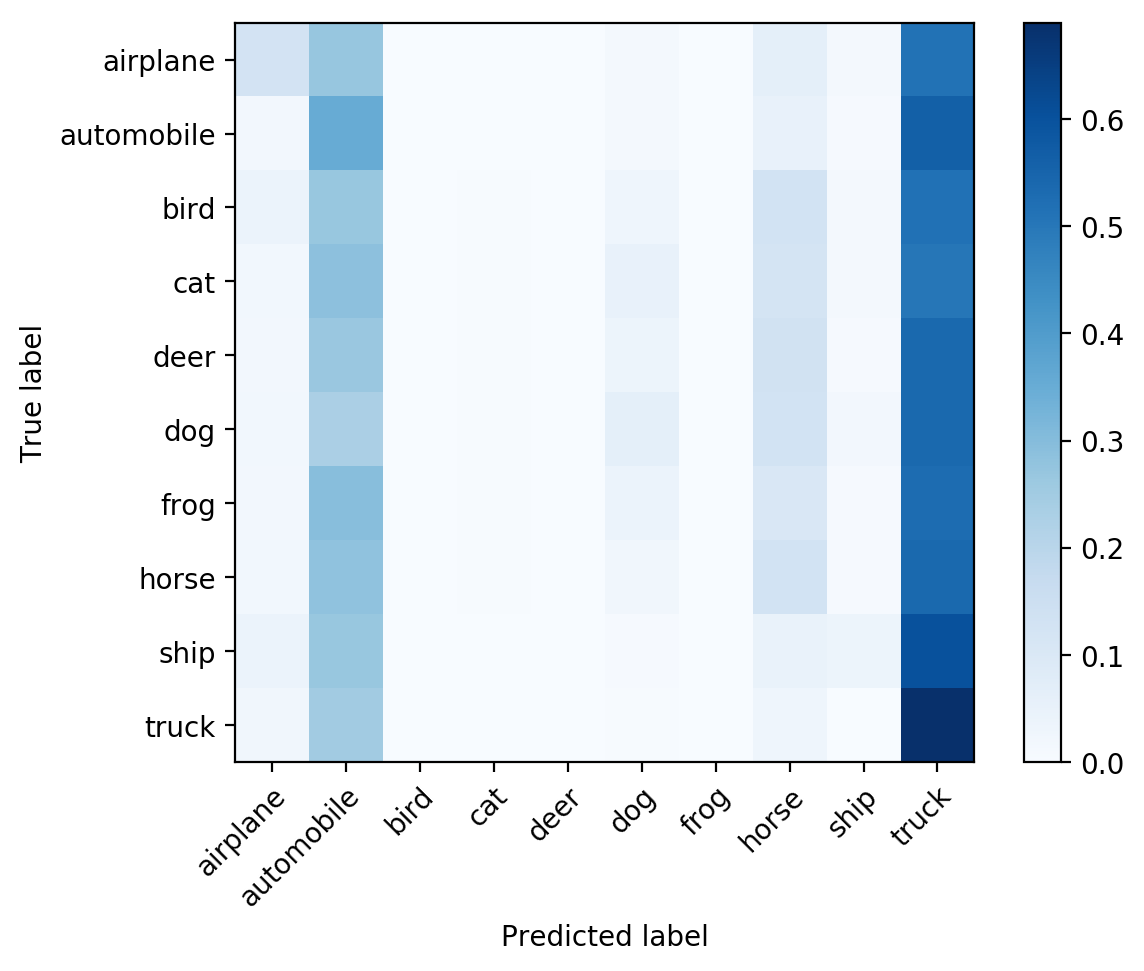 airplane
automobile
bird
cat
deer
dog
frog
horse
ship
truck
True label
airplane
automobile
bird
cat
deer
dog
frog
horse
ship
truck
Predicted label
0.6
0.5
0.4
0.3
0.2
0.1
0.0